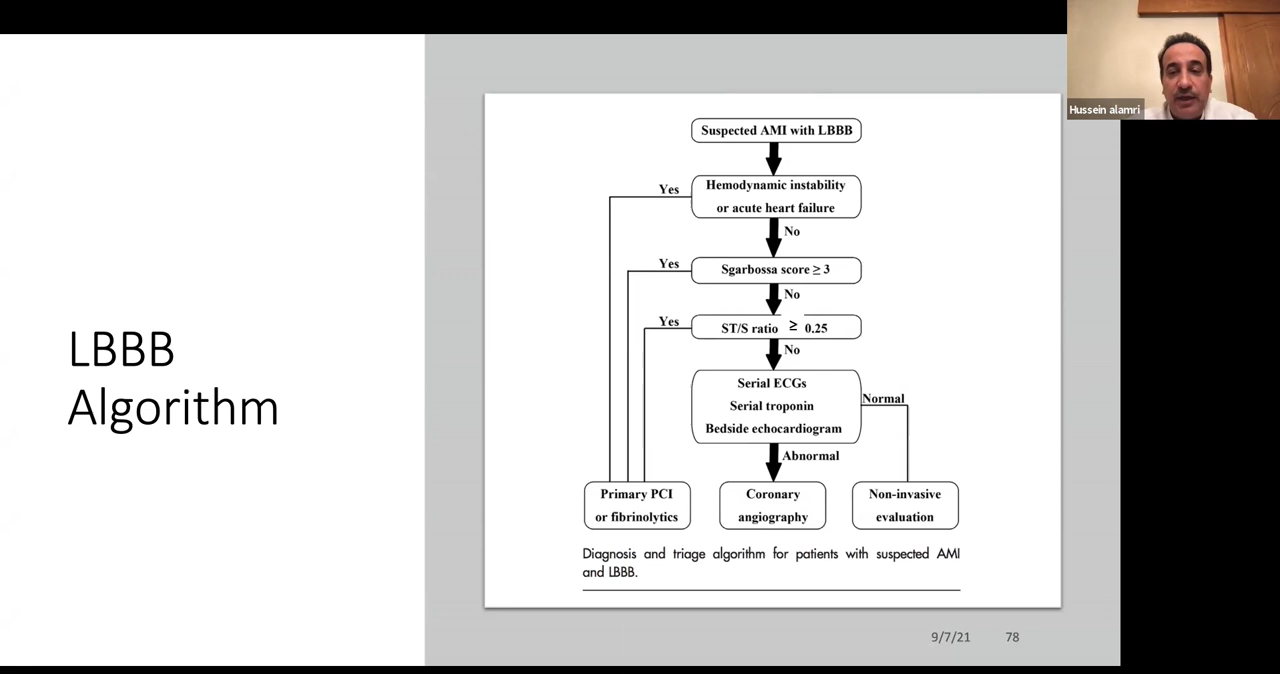 Hussein alamri
LBBB
Algorithm
Suspected AMI with LBBB
Hemodynamic instability
or acute heart failure
Yes
No
Sgarbossa score ≥ 3
Yes
No
ST/S ratio ≥ 0.25
Yes
No
Serial ECGs
Serial troponin
Bedside echocardiogram
Normal
Abnormal
Primary PCI
or fibrinolytics
Coronary
angiography
Non-invasive
evaluation
Diagnosis and triage algorithm for patients with suspected AMI
and LBBB.
9/7/21 78